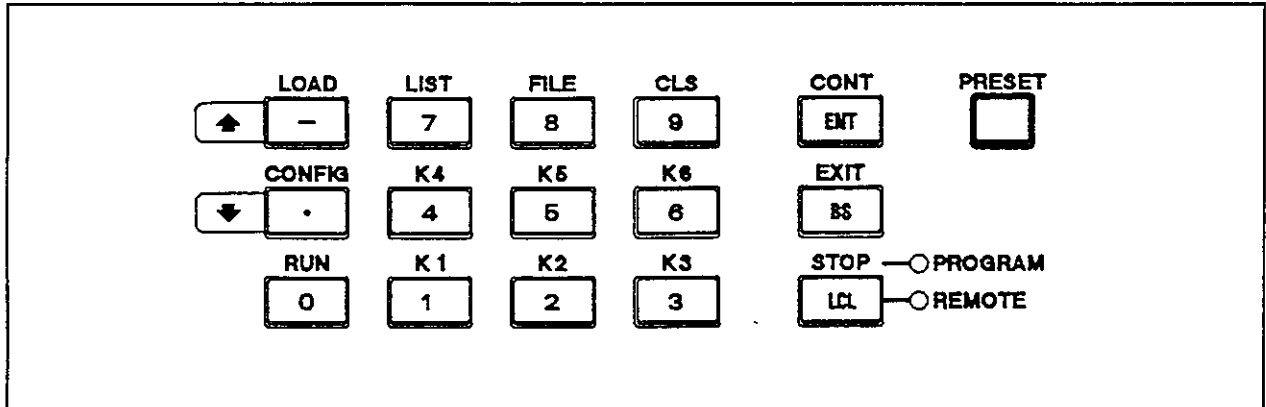 LOAD LIST FILE CLS CONT PRESET
- 7 8 9 ENT
CONFIG K4 K5 K6 EXIT
. 4 5 6 BS
RUN K1 K2 K3 STOP PROGRAM
0 1 2 3 LCL REMOTE